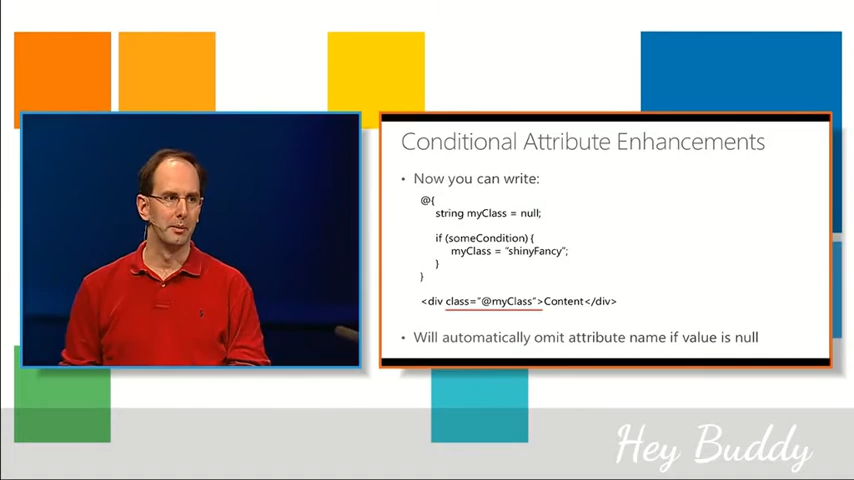 Conditional Attribute Enhancements
• Now you can write:
@{
string myClass = null;
if (someCondition) {
myClass = "shinyFancy";
}
}
<div class="@myClass">Content</div>
• Will automatically omit attribute name if value is null
Hey Buddy